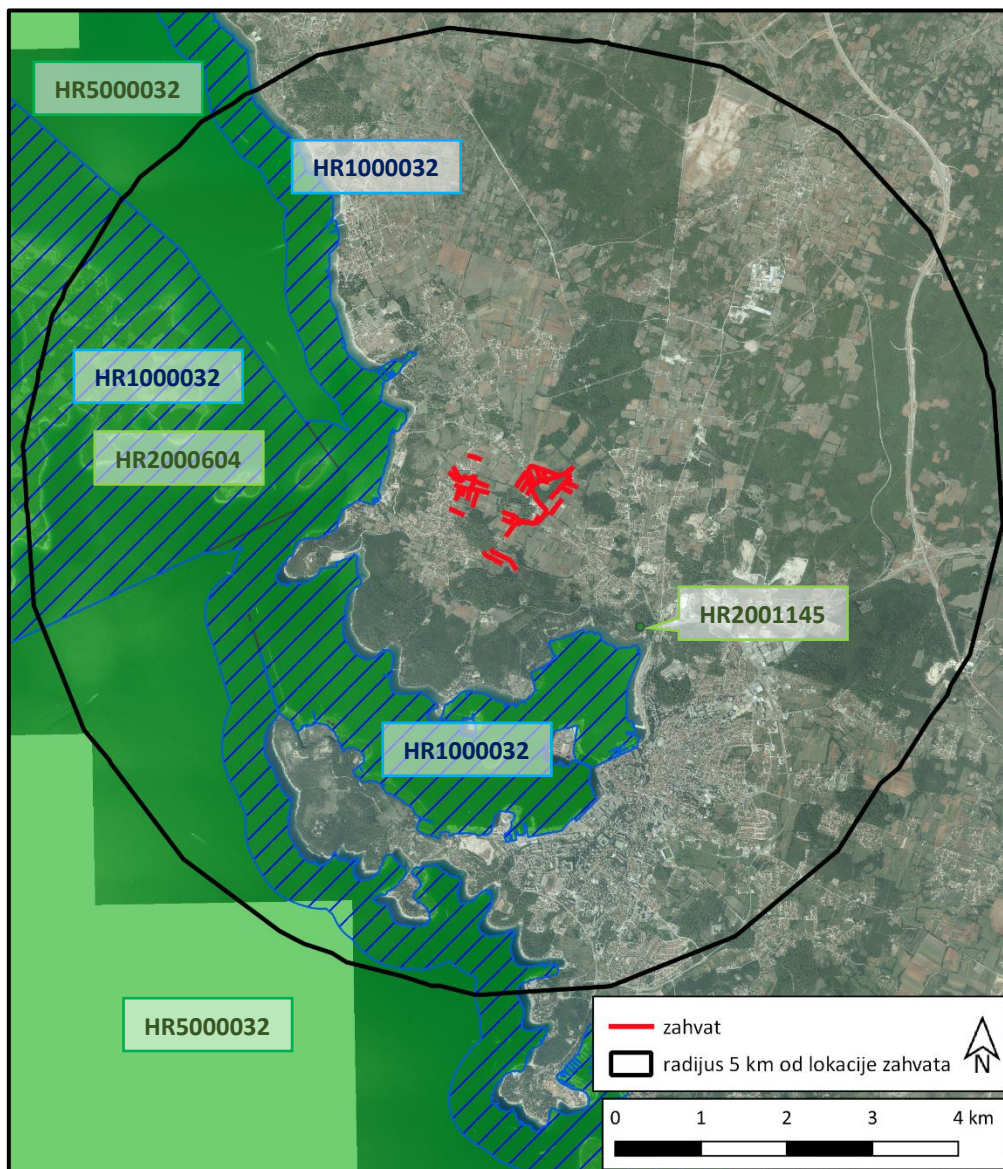 HR5000032
HR1000032
HR1000032
HR2000604
HR2001145
HR1000032
HR5000032
zahvat
radijus 5 km od lokacije zahvata
N
0 1 2 3 4 km